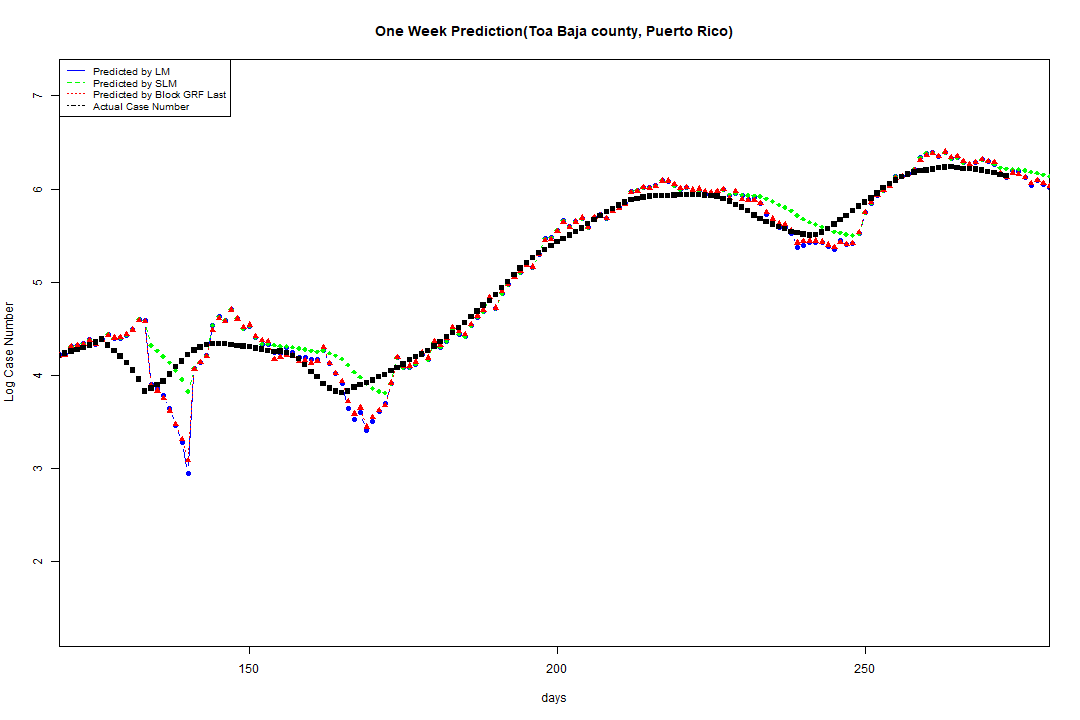 One Week Prediction(Toa Baja county, Puerto Rico)
Predicted by LM
Predicted by SLM
Predicted by Block GRF Last
Actual Case Number
7
6
5
4
3
2
Log Case Number
150 200 250
days